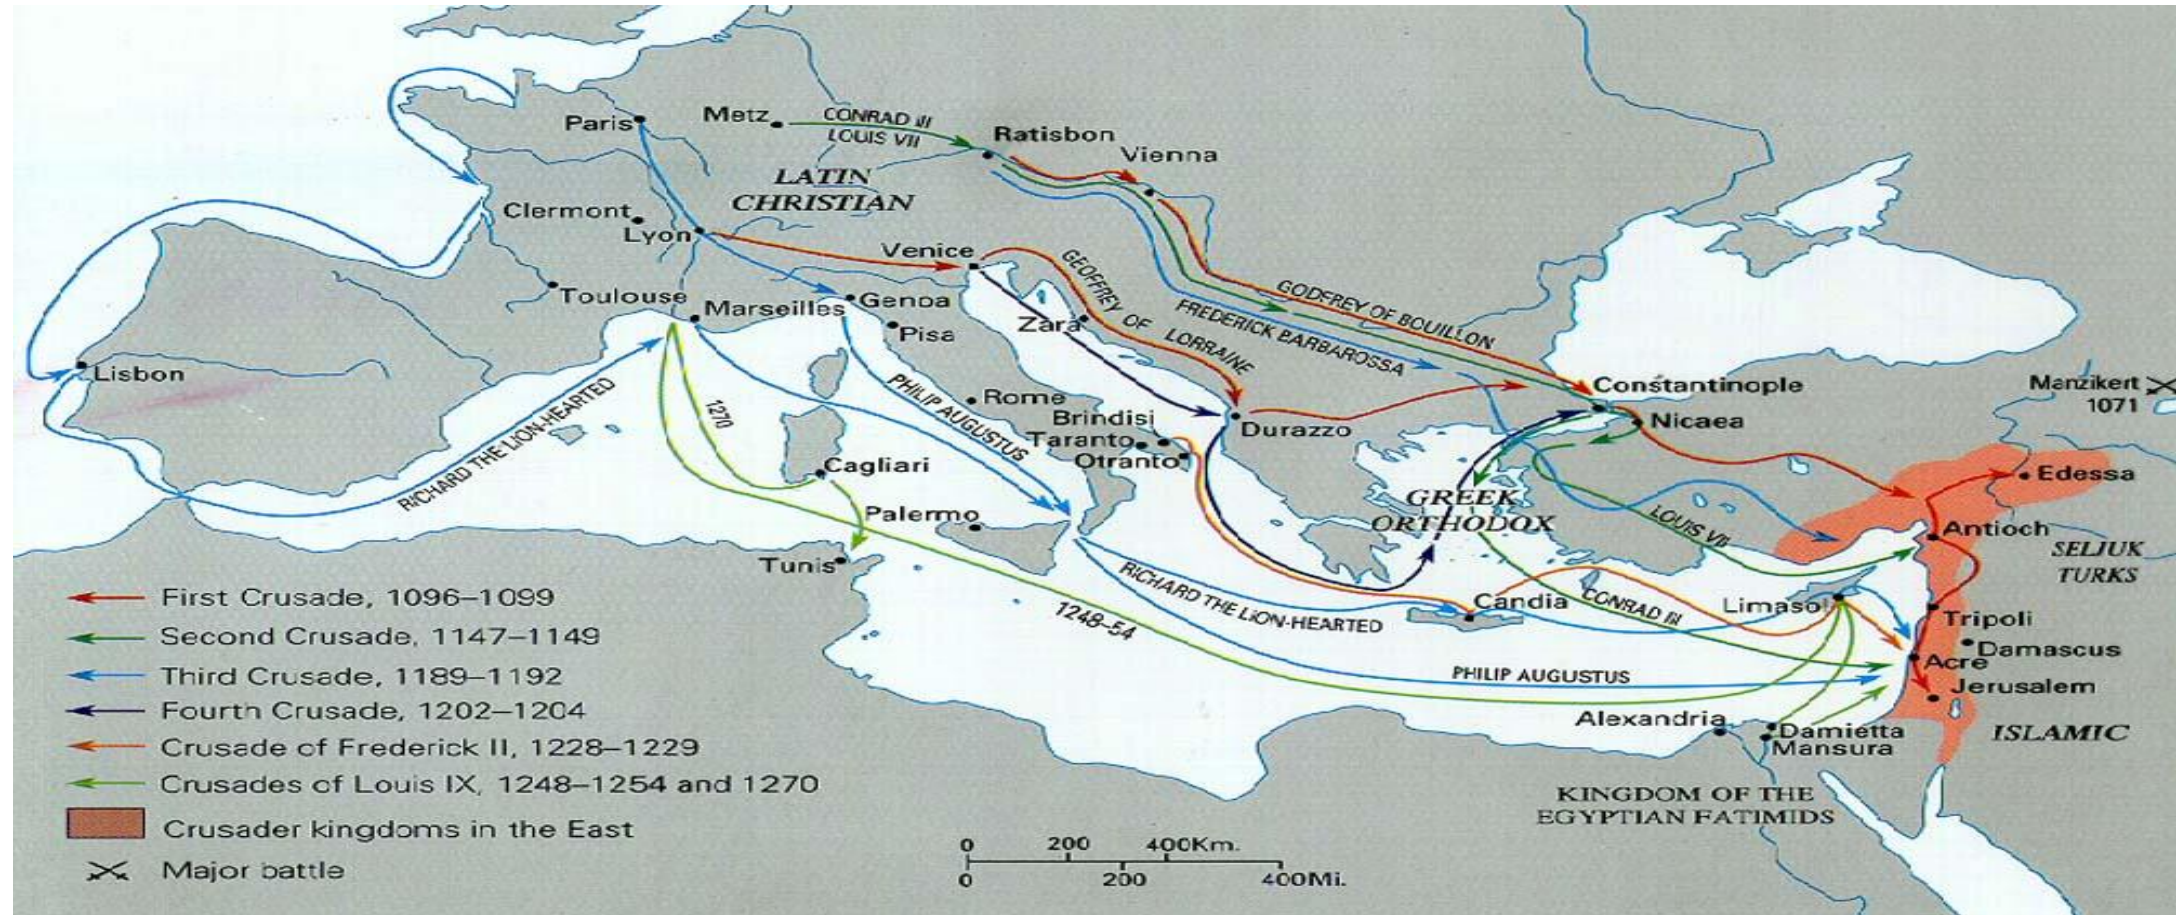 Paris
Metz
CONRAD III
LOUIS VII
Ratisbon
Vienna
LATIN
CHRISTIAN
Clermont
Lyon
Venice
Toulouse
Marseilles
Genoa
Pisa
Zara
GEOFFREY OF LORRAINE
GODFREY OF BOUILLON
FREDERICK BARBAROSSA
Lisbon
RICHARD THE LION-HEARTED
1270
PHILIP AUGUSTUS
Rome
Brindisi
Taranto
Otranto
Durazzo
Constantinople
Nicaea
Manzikert
1071
Cagliari
Palermo
Tunis
GREEK
ORTHODOX
LOUIS VII
Edessa
Antioch
SELJUK
TURKS
RICHARD THE LION-HEARTED
1248–54
Candia
CONRAD III
Limasol
Tripoli
Damascus
Acre
Jerusalem
PHILIP AUGUSTUS
Alexandria
Damietta
Mansura
ISLAMIC
KINGDOM OF THE
EGYPTIAN FATIMIDS
First Crusade, 1096–1099
Second Crusade, 1147–1149
Third Crusade, 1189–1192
Fourth Crusade, 1202–1204
Crusade of Frederick II, 1228–1229
Crusades of Louis IX, 1248–1254 and 1270
Crusader kingdoms in the East
Major battle
0 200 400Km.
0 200 400Mi.